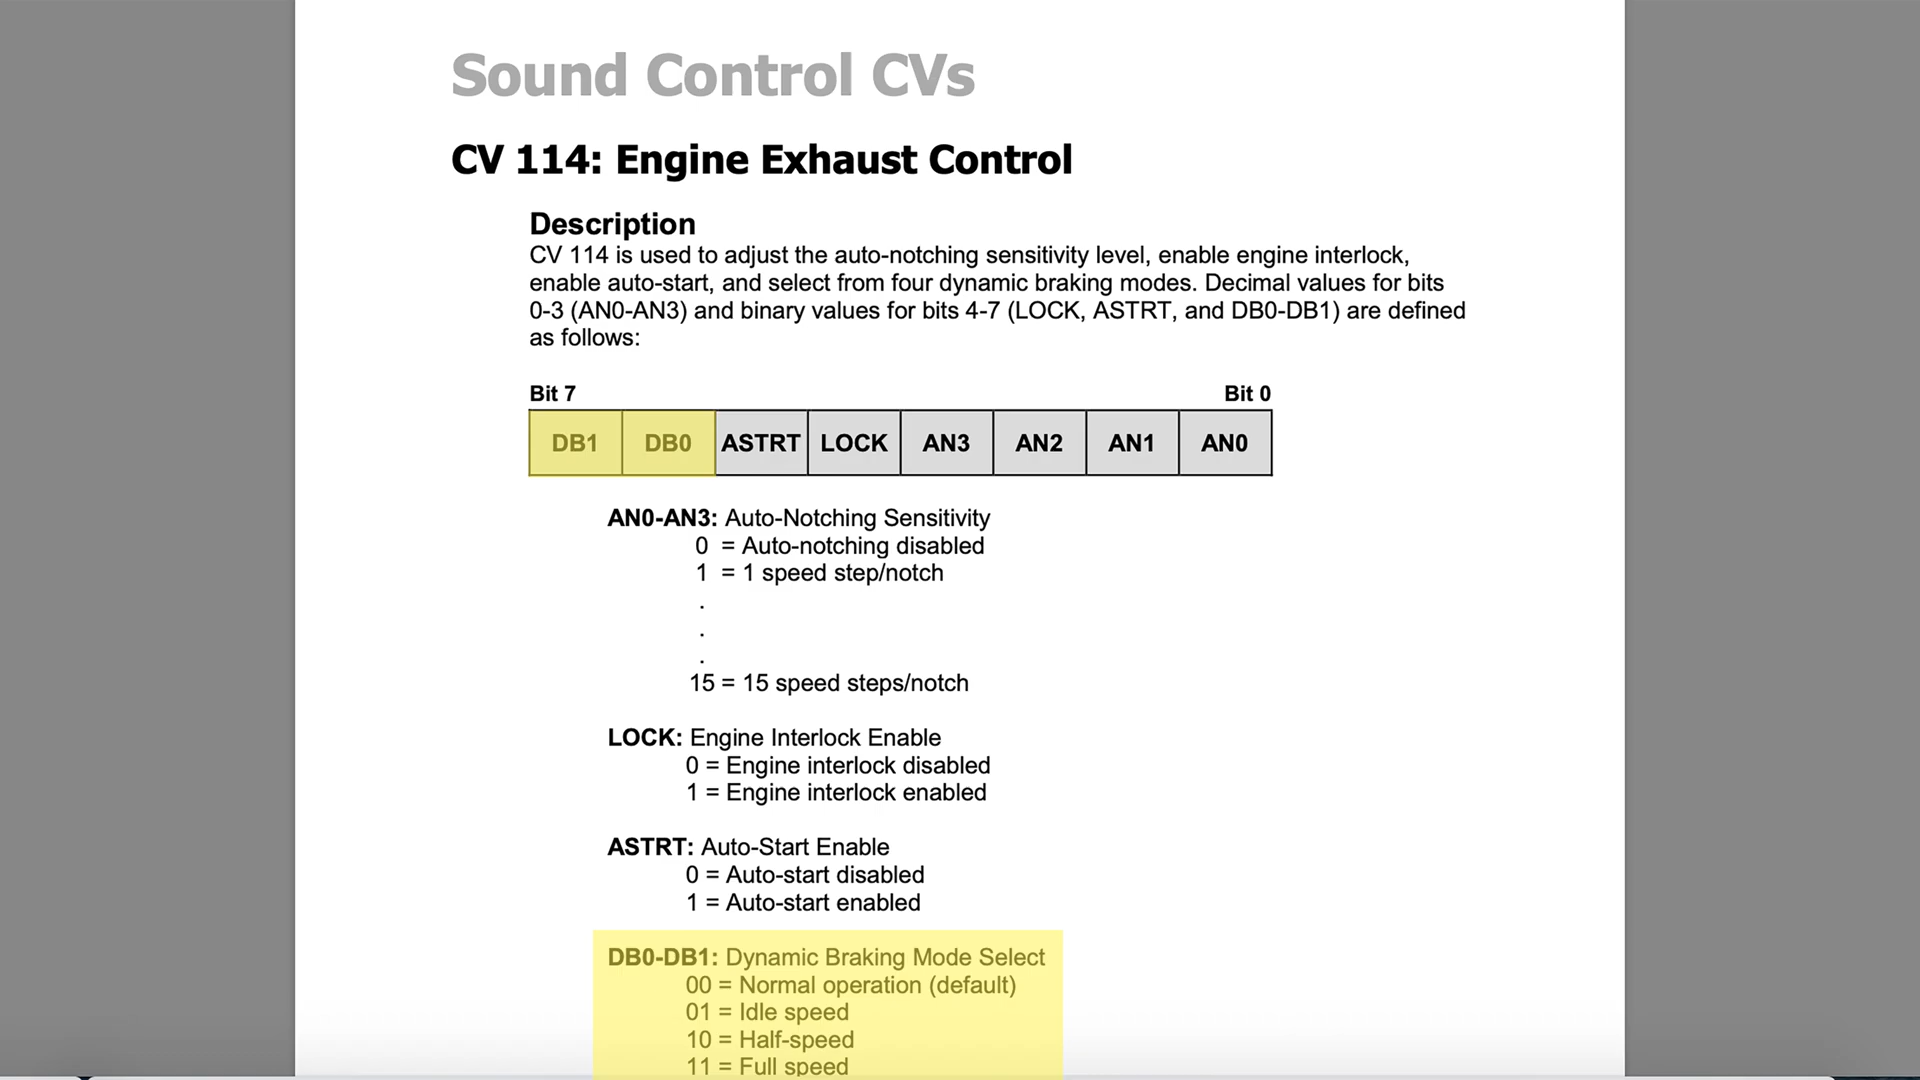 Sound Control CVs
CV 114: Engine Exhaust Control
Description
CV 114 is used to adjust the auto-notching sensitivity level, enable engine interlock,
enable auto-start, and select from four dynamic braking modes. Decimal values for bits
0-3 (AN0-AN3) and binary values for bits 4-7 (LOCK, ASTRT, and DB0-DB1) are defined
as follows:
Bit 7 Bit 0
DB1 DB0 ASTRT LOCK AN3 AN2 AN1 AN0
AN0-AN3: Auto-Notching Sensitivity
0 = Auto-notching disabled
1 = 1 speed step/notch
.
.
.
15 = 15 speed steps/notch
LOCK: Engine Interlock Enable
0 = Engine interlock disabled
1 = Engine interlock enabled
ASTRT: Auto-Start Enable
0 = Auto-start disabled
1 = Auto-start enabled
DB0-DB1: Dynamic Braking Mode Select
00 = Normal operation (default)
01 = Idle speed
10 = Half-speed
11 = Full speed